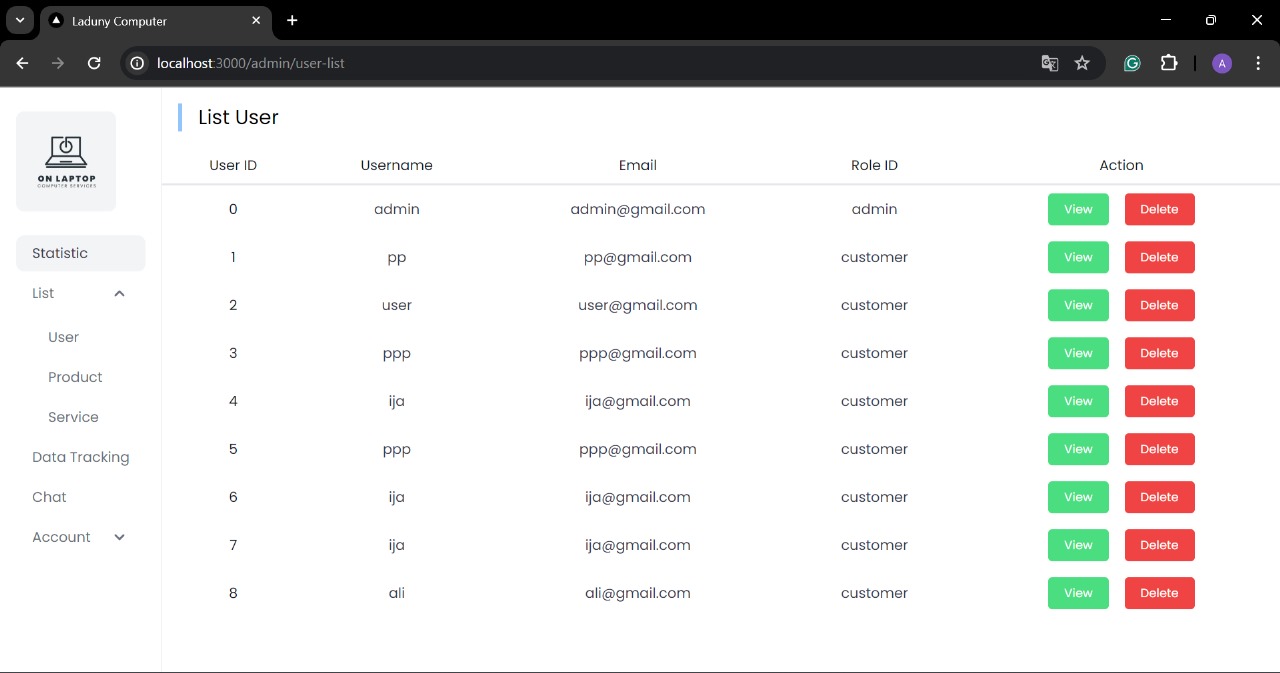 Laduny Computer
localhost:3000/admin/user-list
A
ON LAPTOP
COMPUTER SERVICES
Statistic
List
User
Product
Service
Data Tracking
Chat
Account
List User
User ID Username Email Role ID Action
0 admin admin@gmail.com admin View Delete
1 pp pp@gmail.com customer View Delete
2 user user@gmail.com customer View Delete
3 ppp ppp@gmail.com customer View Delete
4 ija ija@gmail.com customer View Delete
5 ppp ppp@gmail.com customer View Delete
6 ija ija@gmail.com customer View Delete
7 ija ija@gmail.com customer View Delete
8 ali ali@gmail.com customer View Delete